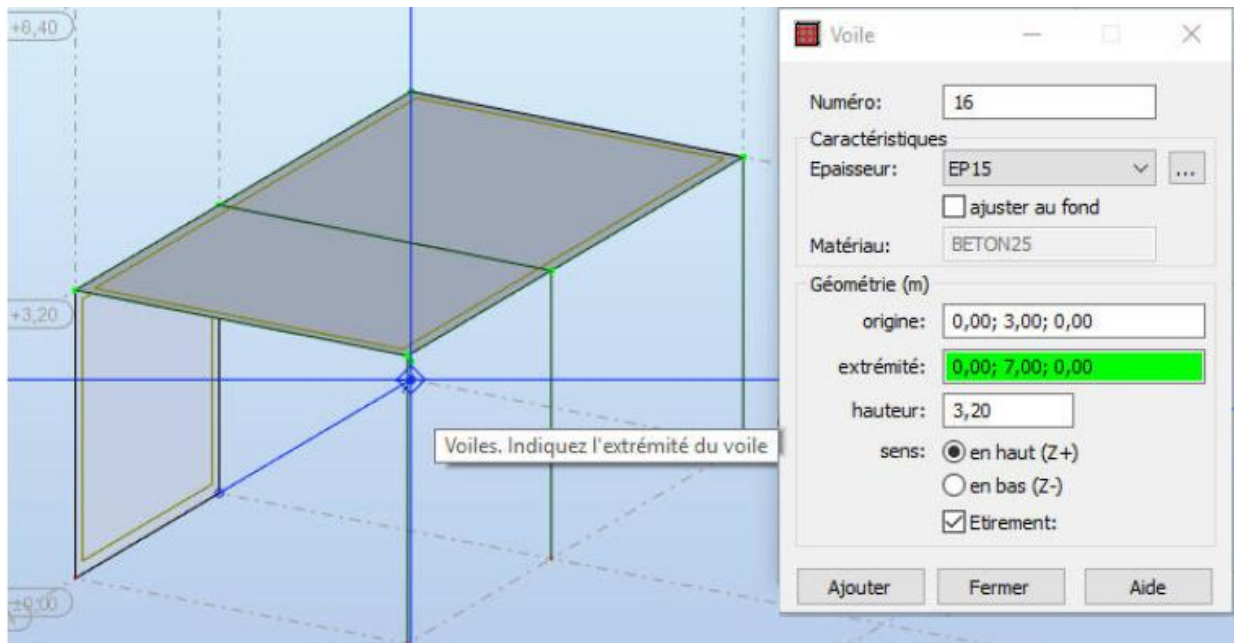 +6,40
+3,20
±0.00
Voiles. Indiquez l'extrémité du voile
Voile
Numéro: 16
Caractéristiques
Epaisseur: EP15 ...
ajuster au fond
Matériau: BETON25
Géométrie (m)
origine: 0,00; 3,00; 0,00
extrémité: 0,00; 7,00; 0,00
hauteur: 3,20
sens: en haut (Z+)
en bas (Z-)
Etirement:
Ajouter Fermer Aide